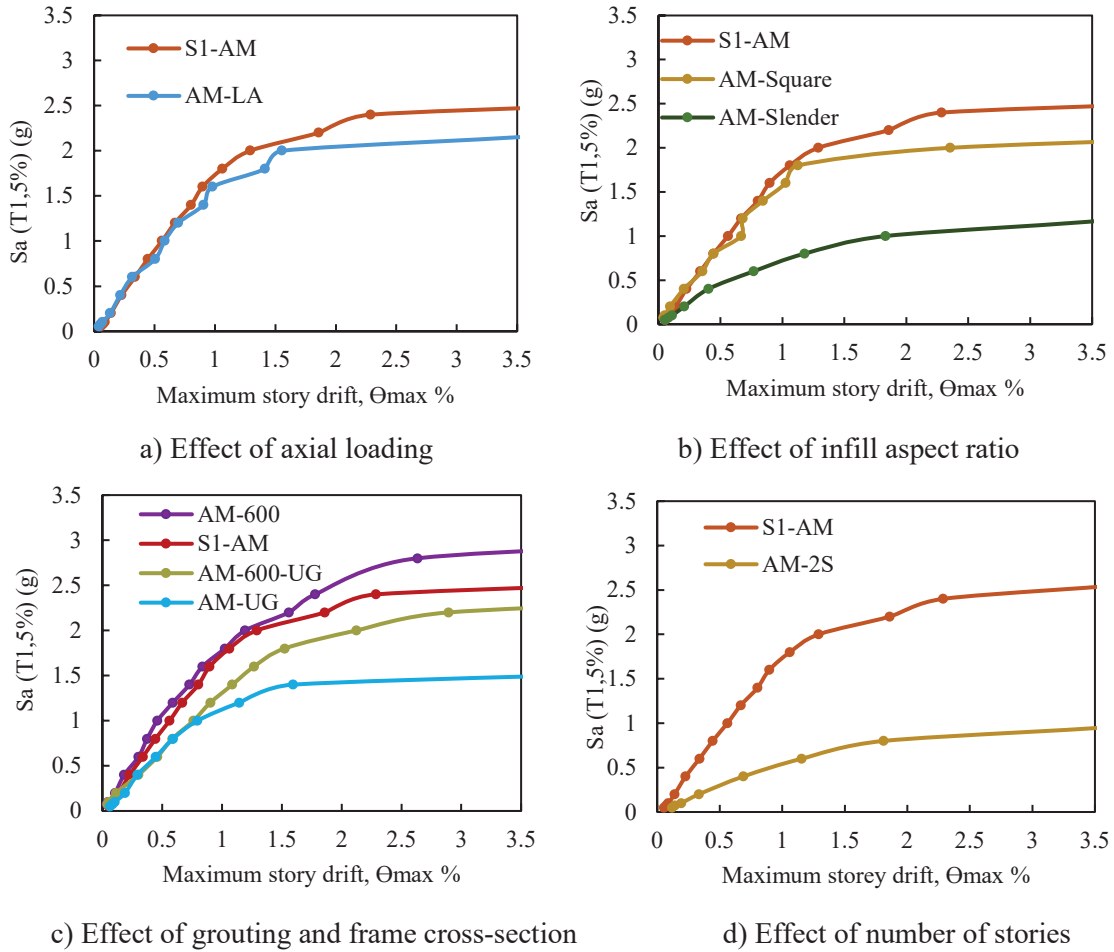 3.5
3
2.5
2
1.5
1
0.5
0
Sa (T1,5%) (g)
S1-AM
AM-LA
0 0.5 1 1.5 2 2.5 3 3.5
Maximum story drift, ϴmax %
a) Effect of axial loading
3.5
3
2.5
2
1.5
1
0.5
0
Sa (T1,5%) (g)
S1-AM
AM-Square
AM-Slender
0 0.5 1 1.5 2 2.5 3 3.5
Maximum story drift, ϴmax %
b) Effect of infill aspect ratio
3.5
3
2.5
2
1.5
1
0.5
0
Sa (T1,5%) (g)
AM-600
S1-AM
AM-600-UG
AM-UG
0 0.5 1 1.5 2 2.5 3 3.5
Maximum story drift, ϴmax %
c) Effect of grouting and frame cross-section
3.5
3
2.5
2
1.5
1
0.5
0
Sa (T1,5%) (g)
S1-AM
AM-2S
0 0.5 1 1.5 2 2.5 3 3.5
Maximum storey drift, ϴmax %
d) Effect of number of stories